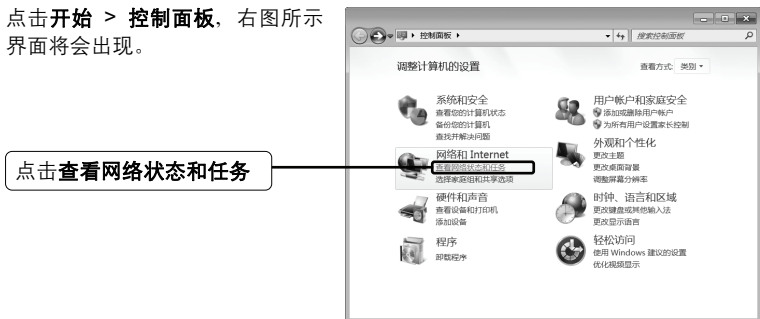 点击开始 > 控制面板，右图所示
界面将会出现。
点击查看网络状态和任务
控制面板
搜索控制面板
调整计算机的设置
查看方式: 类别
系统和安全
查看您的计算机状态
备份您的计算机
查找并解决问题
网络和 Internet
查看网络状态和任务
选择家庭组和共享选项
硬件和声音
查看设备和打印机
添加设备
程序
卸载程序
用户帐户和家庭安全
添加或删除用户帐户
为所有用户设置家长控制
外观和个性化
更改主题
更改桌面背景
调整屏幕分辨率
时钟、语言和区域
更改键盘或其他输入法
更改显示语言
轻松访问
使用 Windows 建议的设置
优化视频显示